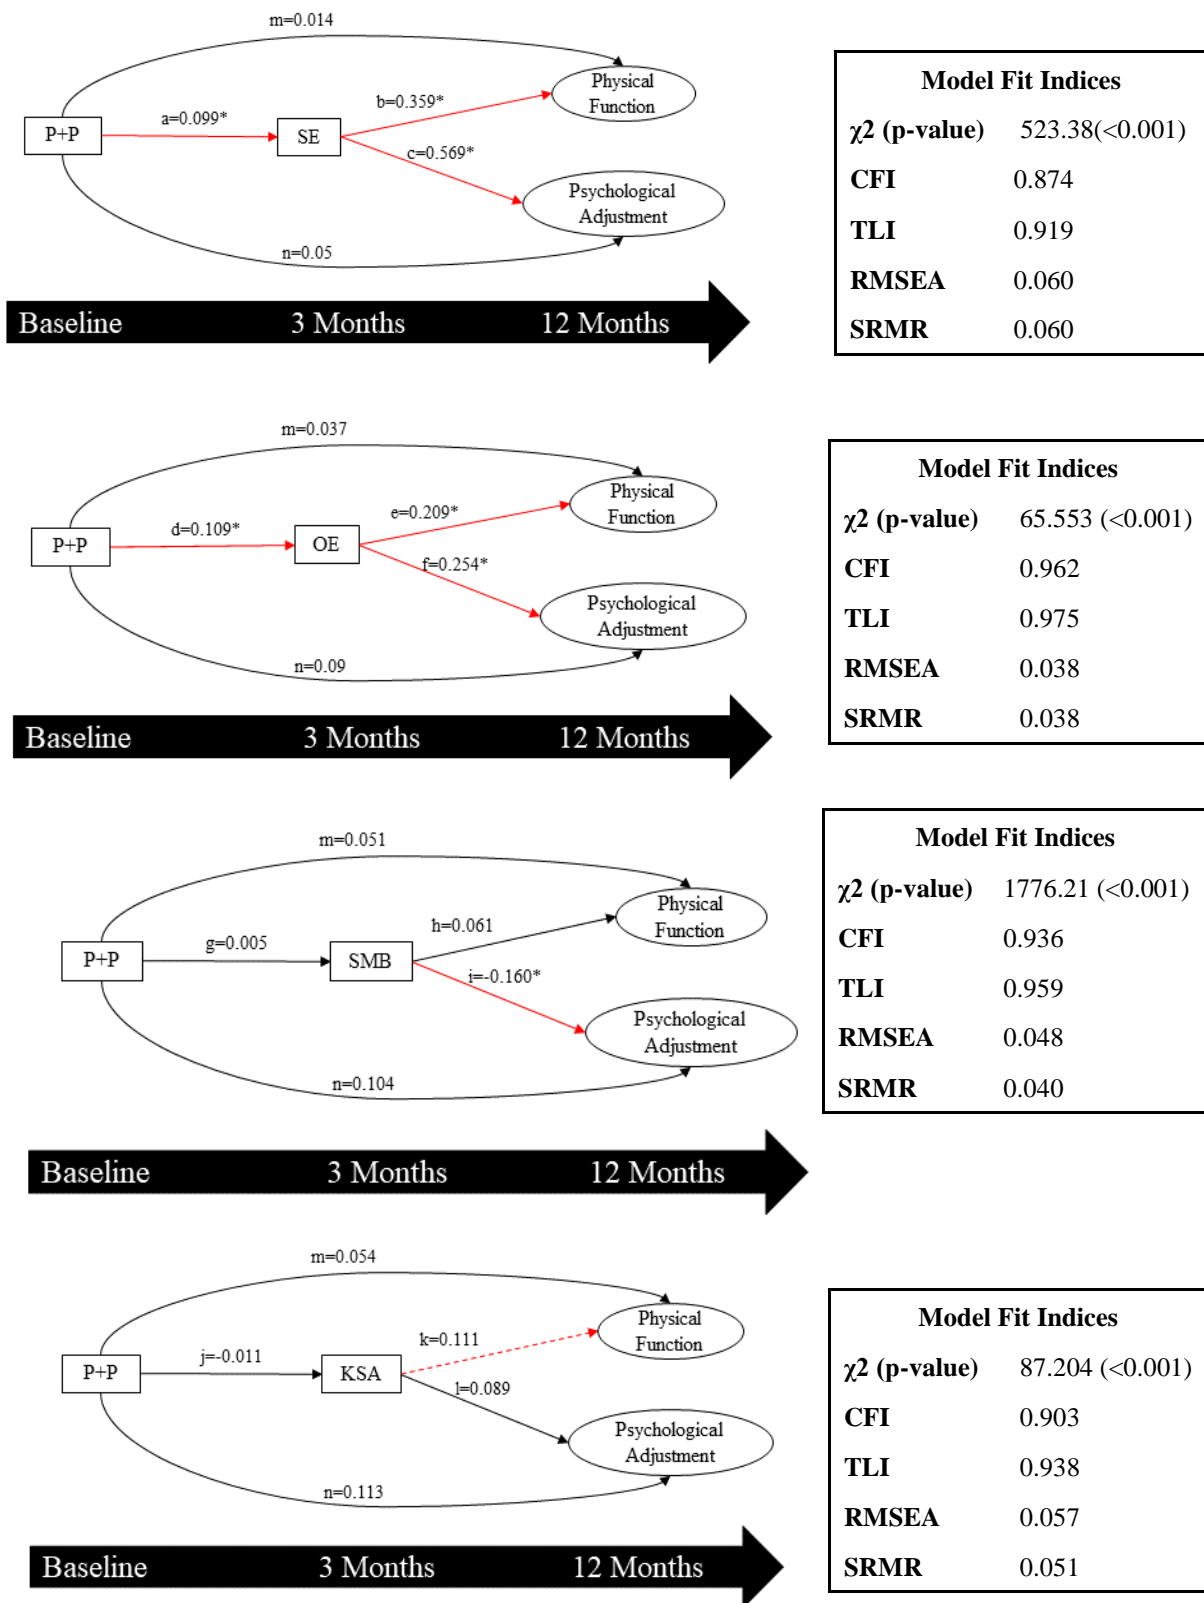 m=0.014
Physical
Function
b=0.359*
a=0.099*
P+P
SE
c=0.569*
Psychological
Adjustment
n=0.05
Baseline 3 Months 12 Months
Model Fit Indices
χ2 (p-value) 523.38(<0.001)
CFI 0.874
TLI 0.919
RMSEA 0.060
SRMR 0.060
m=0.037
Physical
Function
e=0.209*
d=0.109*
P+P
OE
f=0.254*
Psychological
Adjustment
n=0.09
Baseline 3 Months 12 Months
Model Fit Indices
χ2 (p-value) 65.553 (<0.001)
CFI 0.962
TLI 0.975
RMSEA 0.038
SRMR 0.038
m=0.051
Physical
Function
h=0.061
g=0.005
P+P
SMB
i=-0.160*
Psychological
Adjustment
n=0.104
Baseline 3 Months 12 Months
Model Fit Indices
χ2 (p-value) 1776.21 (<0.001)
CFI 0.936
TLI 0.959
RMSEA 0.048
SRMR 0.040
m=0.054
Physical
Function
k=0.111
j=-0.011
P+P
KSA
l=0.089
Psychological
Adjustment
n=0.113
Baseline 3 Months 12 Months
Model Fit Indices
χ2 (p-value) 87.204 (<0.001)
CFI 0.903
TLI 0.938
RMSEA 0.057
SRMR 0.051